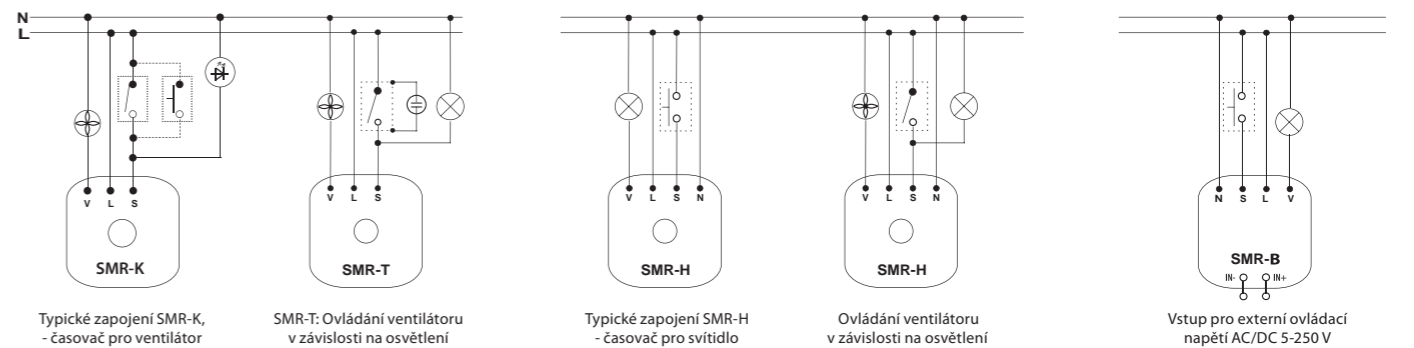 N
L
V L S
SMR-K
Typické zapojení SMR-K,
- časovač pro ventilátor
V L S
SMR-T
SMR-T: Ovládání ventilátoru
v závislosti na osvětlení
V L S N
SMR-H
Typické zapojení SMR-H
- časovač pro svítidlo
V L S N
SMR-H
Ovládání ventilátoru
v závislosti na osvětlení
N S L V
SMR-B
IN- IN+
Vstup pro externí ovládací
napětí AC/DC 5-250 V